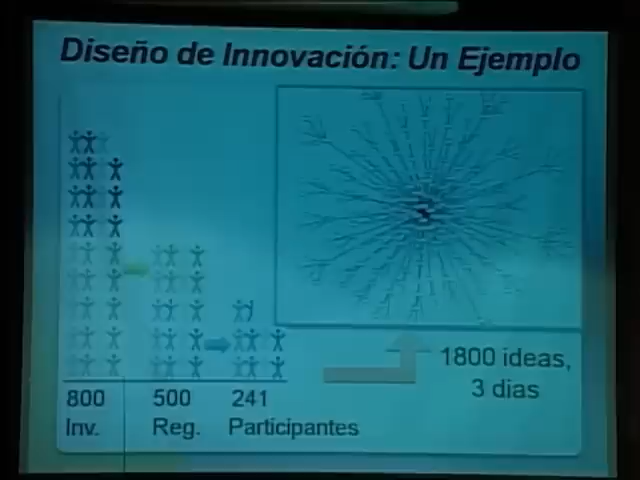 Diseño de Innovación: Un Ejemplo
1800 ideas,
3 dias
800 500 241
Inv. Reg. Participantes